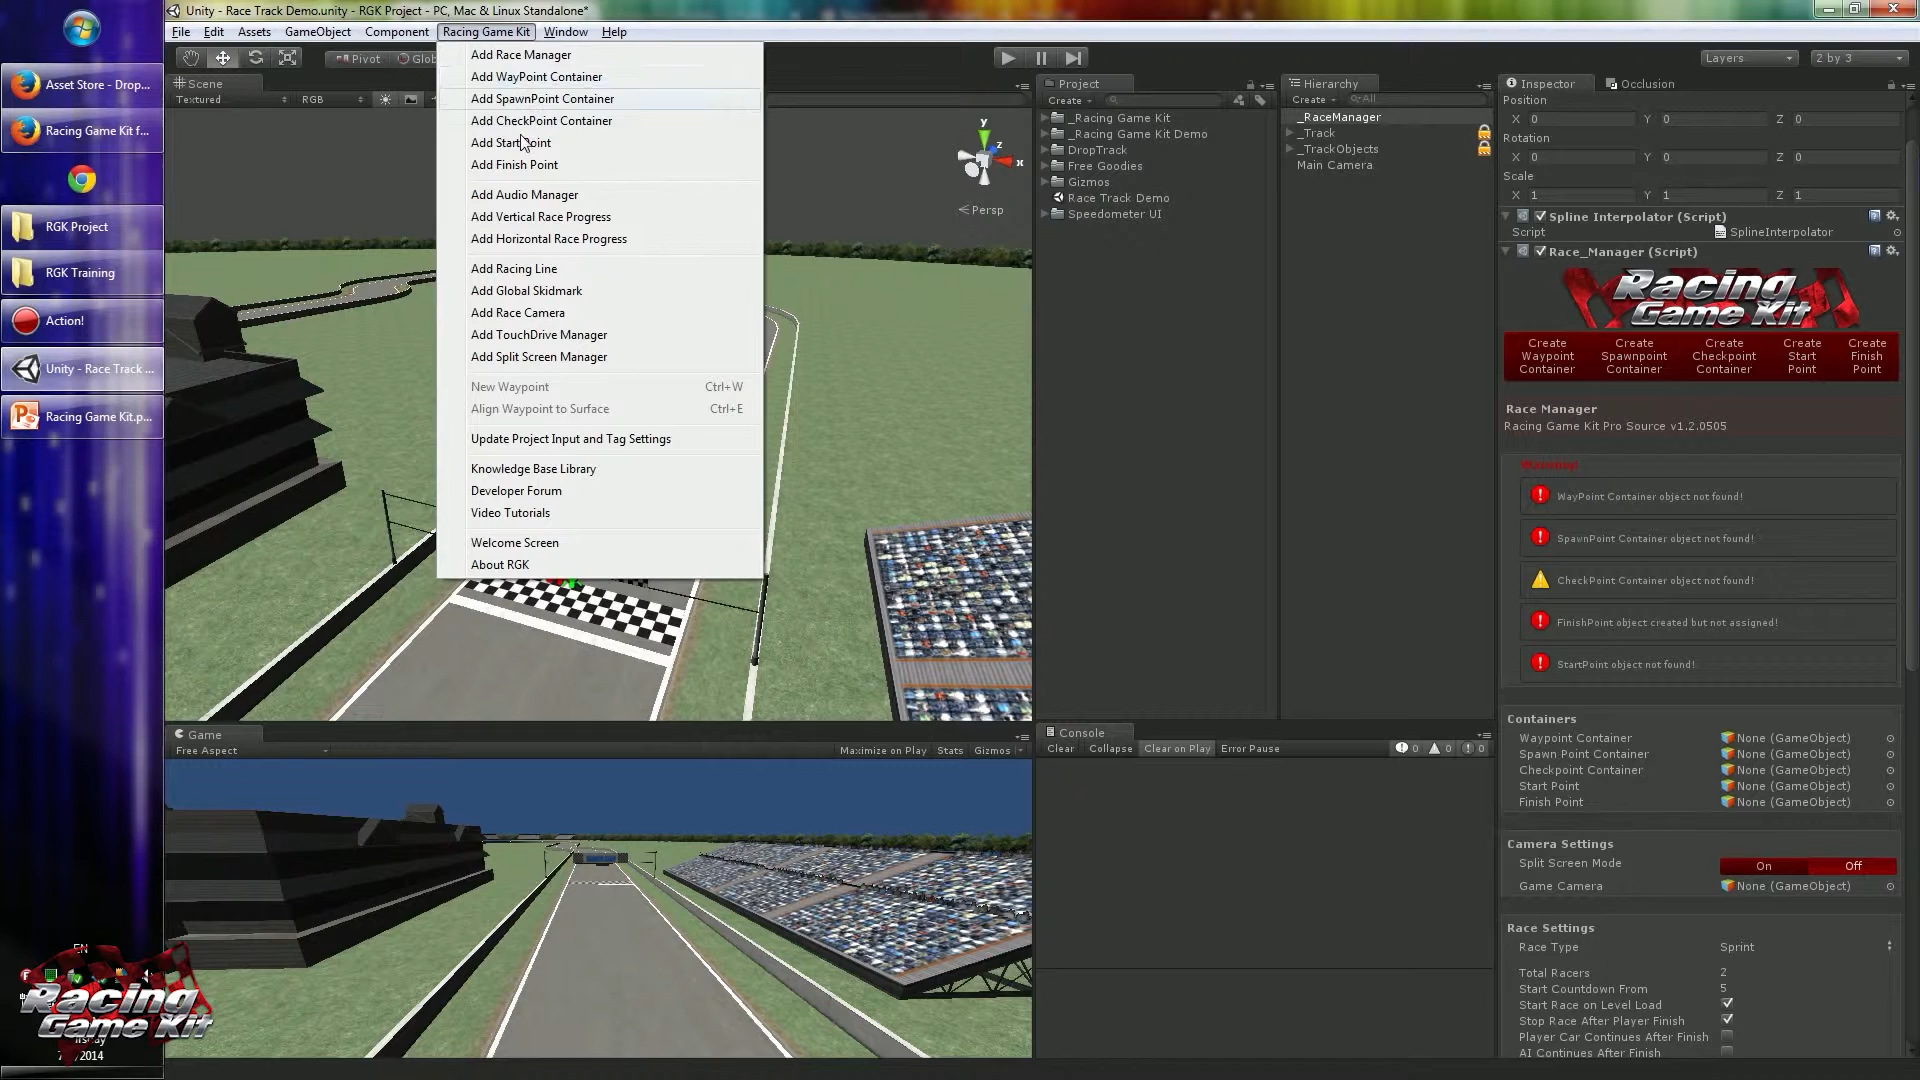 Unity - Race Track Demo.unity - RGK Project - PC, Mac & Linux Standalone*
File Edit Assets GameObject Component Racing Game Kit Window Help
Pivot
Layers
2 by 3
Asset Store - Drop...
Racing Game Kit f...
RGK Project
RGK Training
Action!
Unity - Race Track ...
Racing Game Kit.p...
EN
Racing
Game Kit
Scene
Textured
RGB
Add Race Manager
Add WayPoint Container
Add SpawnPoint Container
Add CheckPoint Container
Add Start Point
Add Finish Point
Add Audio Manager
Add Vertical Race Progress
Add Horizontal Race Progress
Add Racing Line
Add Global Skidmark
Add Race Camera
Add TouchDrive Manager
Add Split Screen Manager
New Waypoint Ctrl+W
Align Waypoint to Surface Ctrl+E
Update Project Input and Tag Settings
Knowledge Base Library
Developer Forum
Video Tutorials
Welcome Screen
About RGK
y
z
x
Persp
Game
Free Aspect
Maximize on Play Stats Gizmos
Project
Create
_Racing Game Kit
_Racing Game Kit Demo
DropTrack
Free Goodies
Gizmos
Race Track Demo
Speedometer UI
Hierarchy
Create All
_RaceManager
_Track
_TrackObjects
Main Camera
Console
Clear Collapse Clear on Play Error Pause
0 0 0
Inspector Occlusion
Position
X 0 Y 0 Z 0
Rotation
X 0 Y 0 Z 0
Scale
X 1 Y 1 Z 1
Spline Interpolator (Script)
Script SplineInterpolator
Race_Manager (Script)
Racing
Game Kit
Create Waypoint Container
Create Spawnpoint Container
Create Checkpoint Container
Create Start Point
Create Finish Point
Race Manager
Racing Game Kit Pro Source v1.2.0505
Warning!
WayPoint Container object not found!
SpawnPoint Container object not found!
CheckPoint Container object not found!
FinishPoint object created but not assigned!
StartPoint object not found!
Containers
Waypoint Container None (GameObject)
Spawn Point Container None (GameObject)
Checkpoint Container None (GameObject)
Start Point None (GameObject)
Finish Point None (GameObject)
Camera Settings
Split Screen Mode On Off
Game Camera None (GameObject)
Race Settings
Race Type Sprint
Total Racers 2
Start Countdown From 5
Start Race on Level Load
Stop Race After Player Finish
Player Car Continues After Finish
AI Continues After Finish